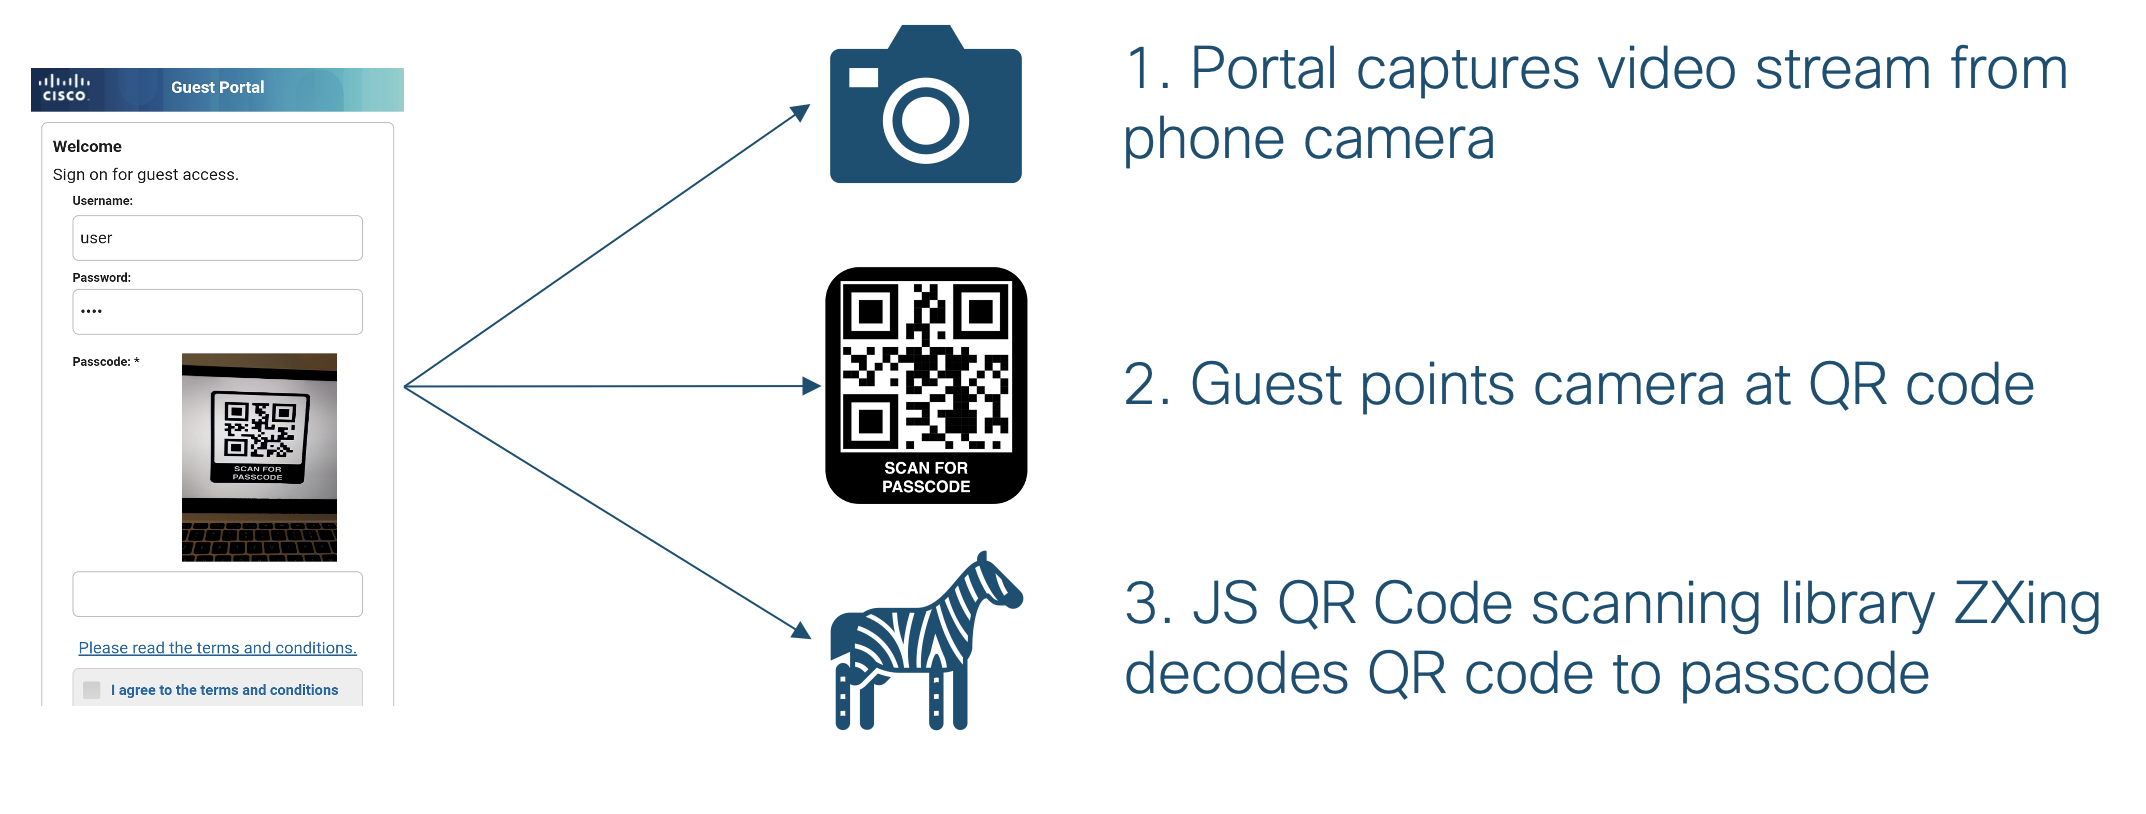 CISCO
Guest Portal
Welcome
Sign on for guest access.
Username:
user
Password:
••••
Passcode: *
SCAN FOR
PASSCODE
Please read the terms and conditions.
I agree to the terms and conditions
1. Portal captures video stream from
phone camera
SCAN FOR
PASSCODE
2. Guest points camera at QR code
3. JS QR Code scanning library ZXing
decodes QR code to passcode